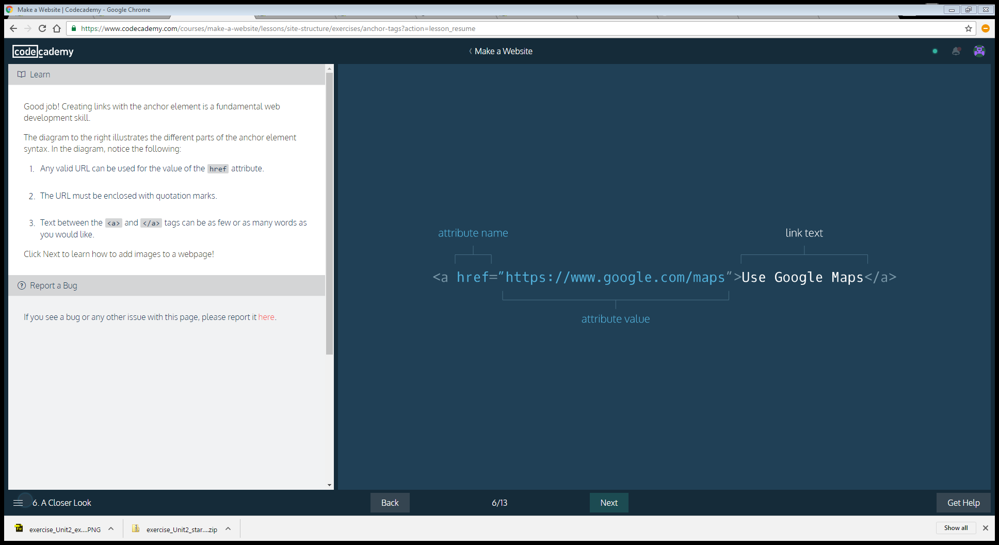 Make a Website | Codecademy - Google Chrome
https://www.codecademy.com/courses/make-a-website/lessons/site-structure/exercises/anchor-tags?action=lesson_resume
codecademy
Make a Website
Learn
Good job! Creating links with the anchor element is a fundamental web
development skill.
The diagram to the right illustrates the different parts of the anchor element
syntax. In the diagram, notice the following:
1. Any valid URL can be used for the value of the href attribute.
2. The URL must be enclosed with quotation marks.
3. Text between the <a> and </a> tags can be as few or as many words as
you would like.
Click Next to learn how to add images to a webpage!
Report a Bug
If you see a bug or any other issue with this page, please report it here.
attribute name
link text
<a href="https://www.google.com/maps">Use Google Maps</a>
attribute value
6. A Closer Look
Back
6/13
Next
Get Help
exercise_Unit2_ex....PNG
exercise_Unit2_star....zip
Show all